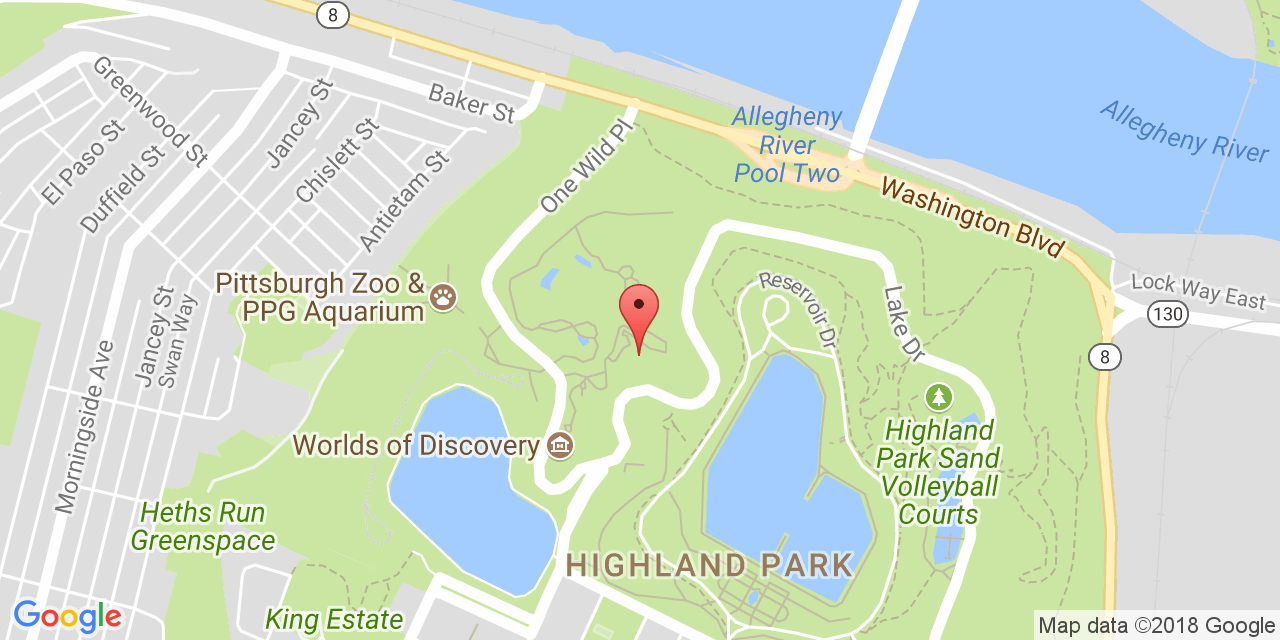 8
Greenwood St
Jancey St
Baker St
Allegheny
River
Pool Two
Allegheny River
El Paso St
Duffield St
Chislett St
Antietam St
One Wild Pl
Washington Blvd
Pittsburgh Zoo &
PPG Aquarium
Reservoir Dr
Lake Dr
Lock Way East
130
8
Jancey St
Swan Way
Morningside Ave
Worlds of Discovery
Highland
Park Sand
Volleyball
Courts
Heths Run
Greenspace
HIGHLAND PARK
King Estate
Google
Map data ©2018 Google